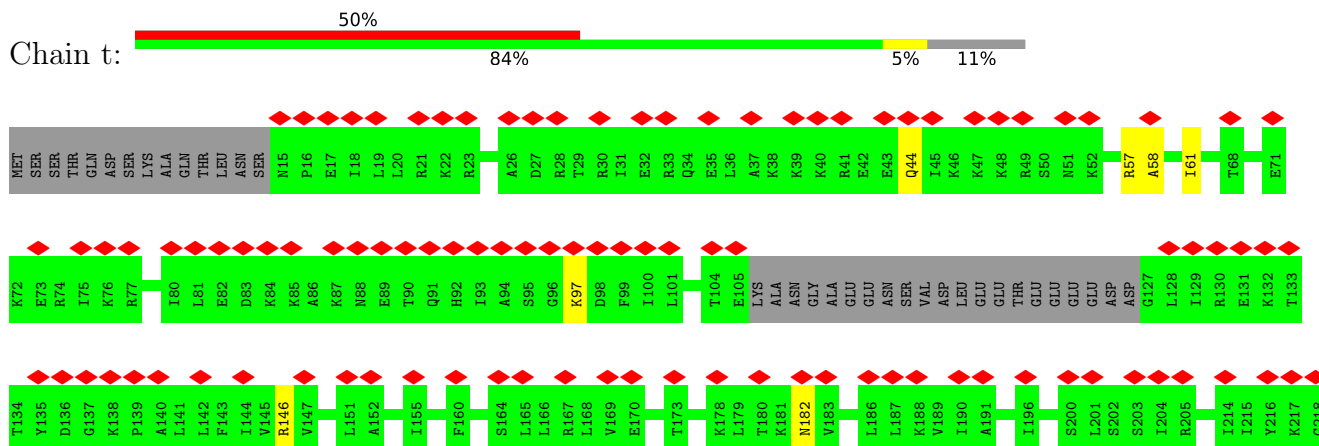 50%
Chain t:
84% 5% 11%
MET SER SER THR GLN ASP SER LYS ALA GLN THR LEU ASN SER N15 P16 E17 I18 L19 L20 R21 K22 R23 A26 D27 R28 T29 R30 I31 E32 R33 Q34 E35 L36 A37 K38 K39 K40 R41 E42 E43 Q44 I45 K46 K47 K48 R49 S50 N51 K52 R57 A58 I61 T68 E71
K72 E73 R74 I75 K76 R77 I80 L81 E82 D83 K84 K85 A86 K87 N88 E89 T90 Q91 H92 I93 A94 S95 G96 K97 D98 F99 I100 L101 T104 E105 LYS ALA ASN GLY ALA GLU GLU ASN SER VAL ASP LEU GLU GLU THR GLU GLU GLU GLU ASP ASP G127 L128 I129 R130 E131 K132 T133
T134 Y135 D136 G137 K138 P139 A140 L141 L142 F143 I144 V145 R146 V147 L151 A152 I155 F160 S164 L165 L166 R167 L168 V169 E170 T173 K178 L179 T180 K181 N182 V183 L186 L187 K188 V189 I190 A191 I196 S200 L201 S202 S203 I204 R205 I214 I215 Y216 K217 G218